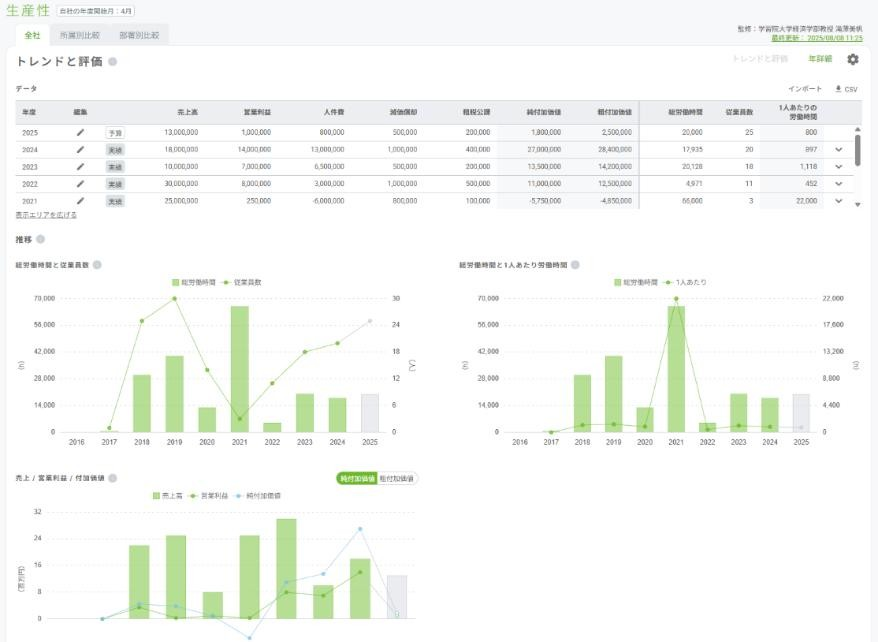 生産性 自社の年度開始月：4月
全社 所属別比較 部署別比較
監修：学習院大学経済学部教授 滝澤美帆
最終更新： 2025/08/08 11:25
トレンドと評価
トレンドと評価 年詳細
データ
インポート CSV
年度 編集 売上高 営業利益 人件費 減価償却 租税公課 純付加価値 粗付加価値 総労働時間 従業員数 1人あたりの労働時間
2025 予算 13,000,000 1,000,000 800,000 500,000 200,000 1,800,000 2,500,000 20,000 25 800
2024 実績 18,000,000 14,000,000 13,000,000 1,000,000 400,000 27,000,000 28,400,000 17,935 20 897
2023 実績 10,000,000 7,000,000 6,500,000 500,000 200,000 13,500,000 14,200,000 20,128 18 1,118
2022 実績 30,000,000 8,000,000 3,000,000 1,000,000 500,000 11,000,000 12,500,000 4,971 11 452
2021 実績 25,000,000 250,000 -6,000,000 800,000 100,000 -5,750,000 -4,850,000 66,000 3 22,000
表示エリアを広げる
推移
総労働時間と従業員数
総労働時間 従業員数
70,000 30
56,000 24
42,000 18
28,000 12
14,000 6
0 0
(h) (人)
2016 2017 2018 2019 2020 2021 2022 2023 2024 2025
総労働時間と1人あたり労働時間
総労働時間 1人あたり
70,000 22,000
56,000 17,600
42,000 13,200
28,000 8,800
14,000 4,400
0 0
(h) (h)
2016 2017 2018 2019 2020 2021 2022 2023 2024 2025
売上 / 営業利益 / 付加価値
純付加価値 粗付加価値
売上高 営業利益 純付加価値
32
24
16
8
0
(百万円)